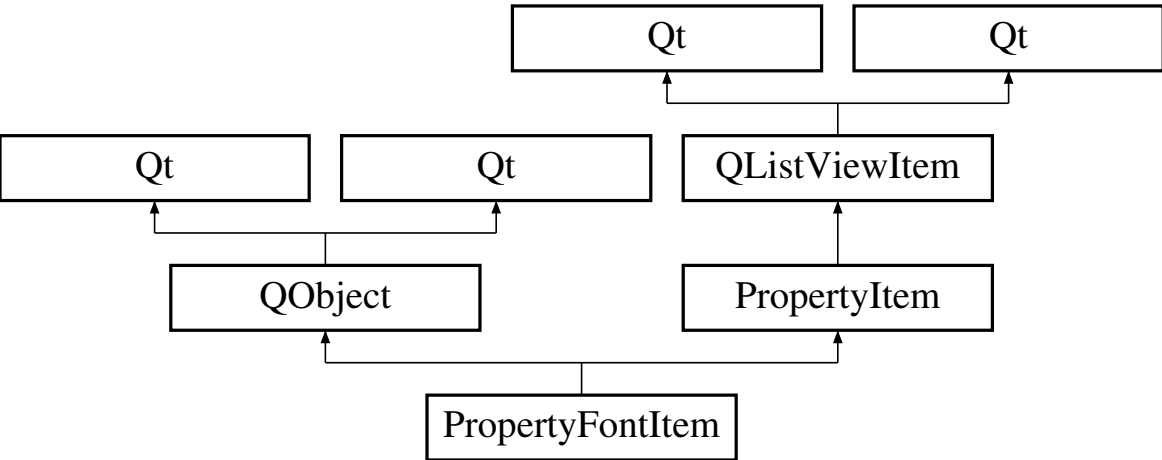 Qt
Qt
Qt
Qt
QListViewItem
QObject
PropertyItem
PropertyFontItem